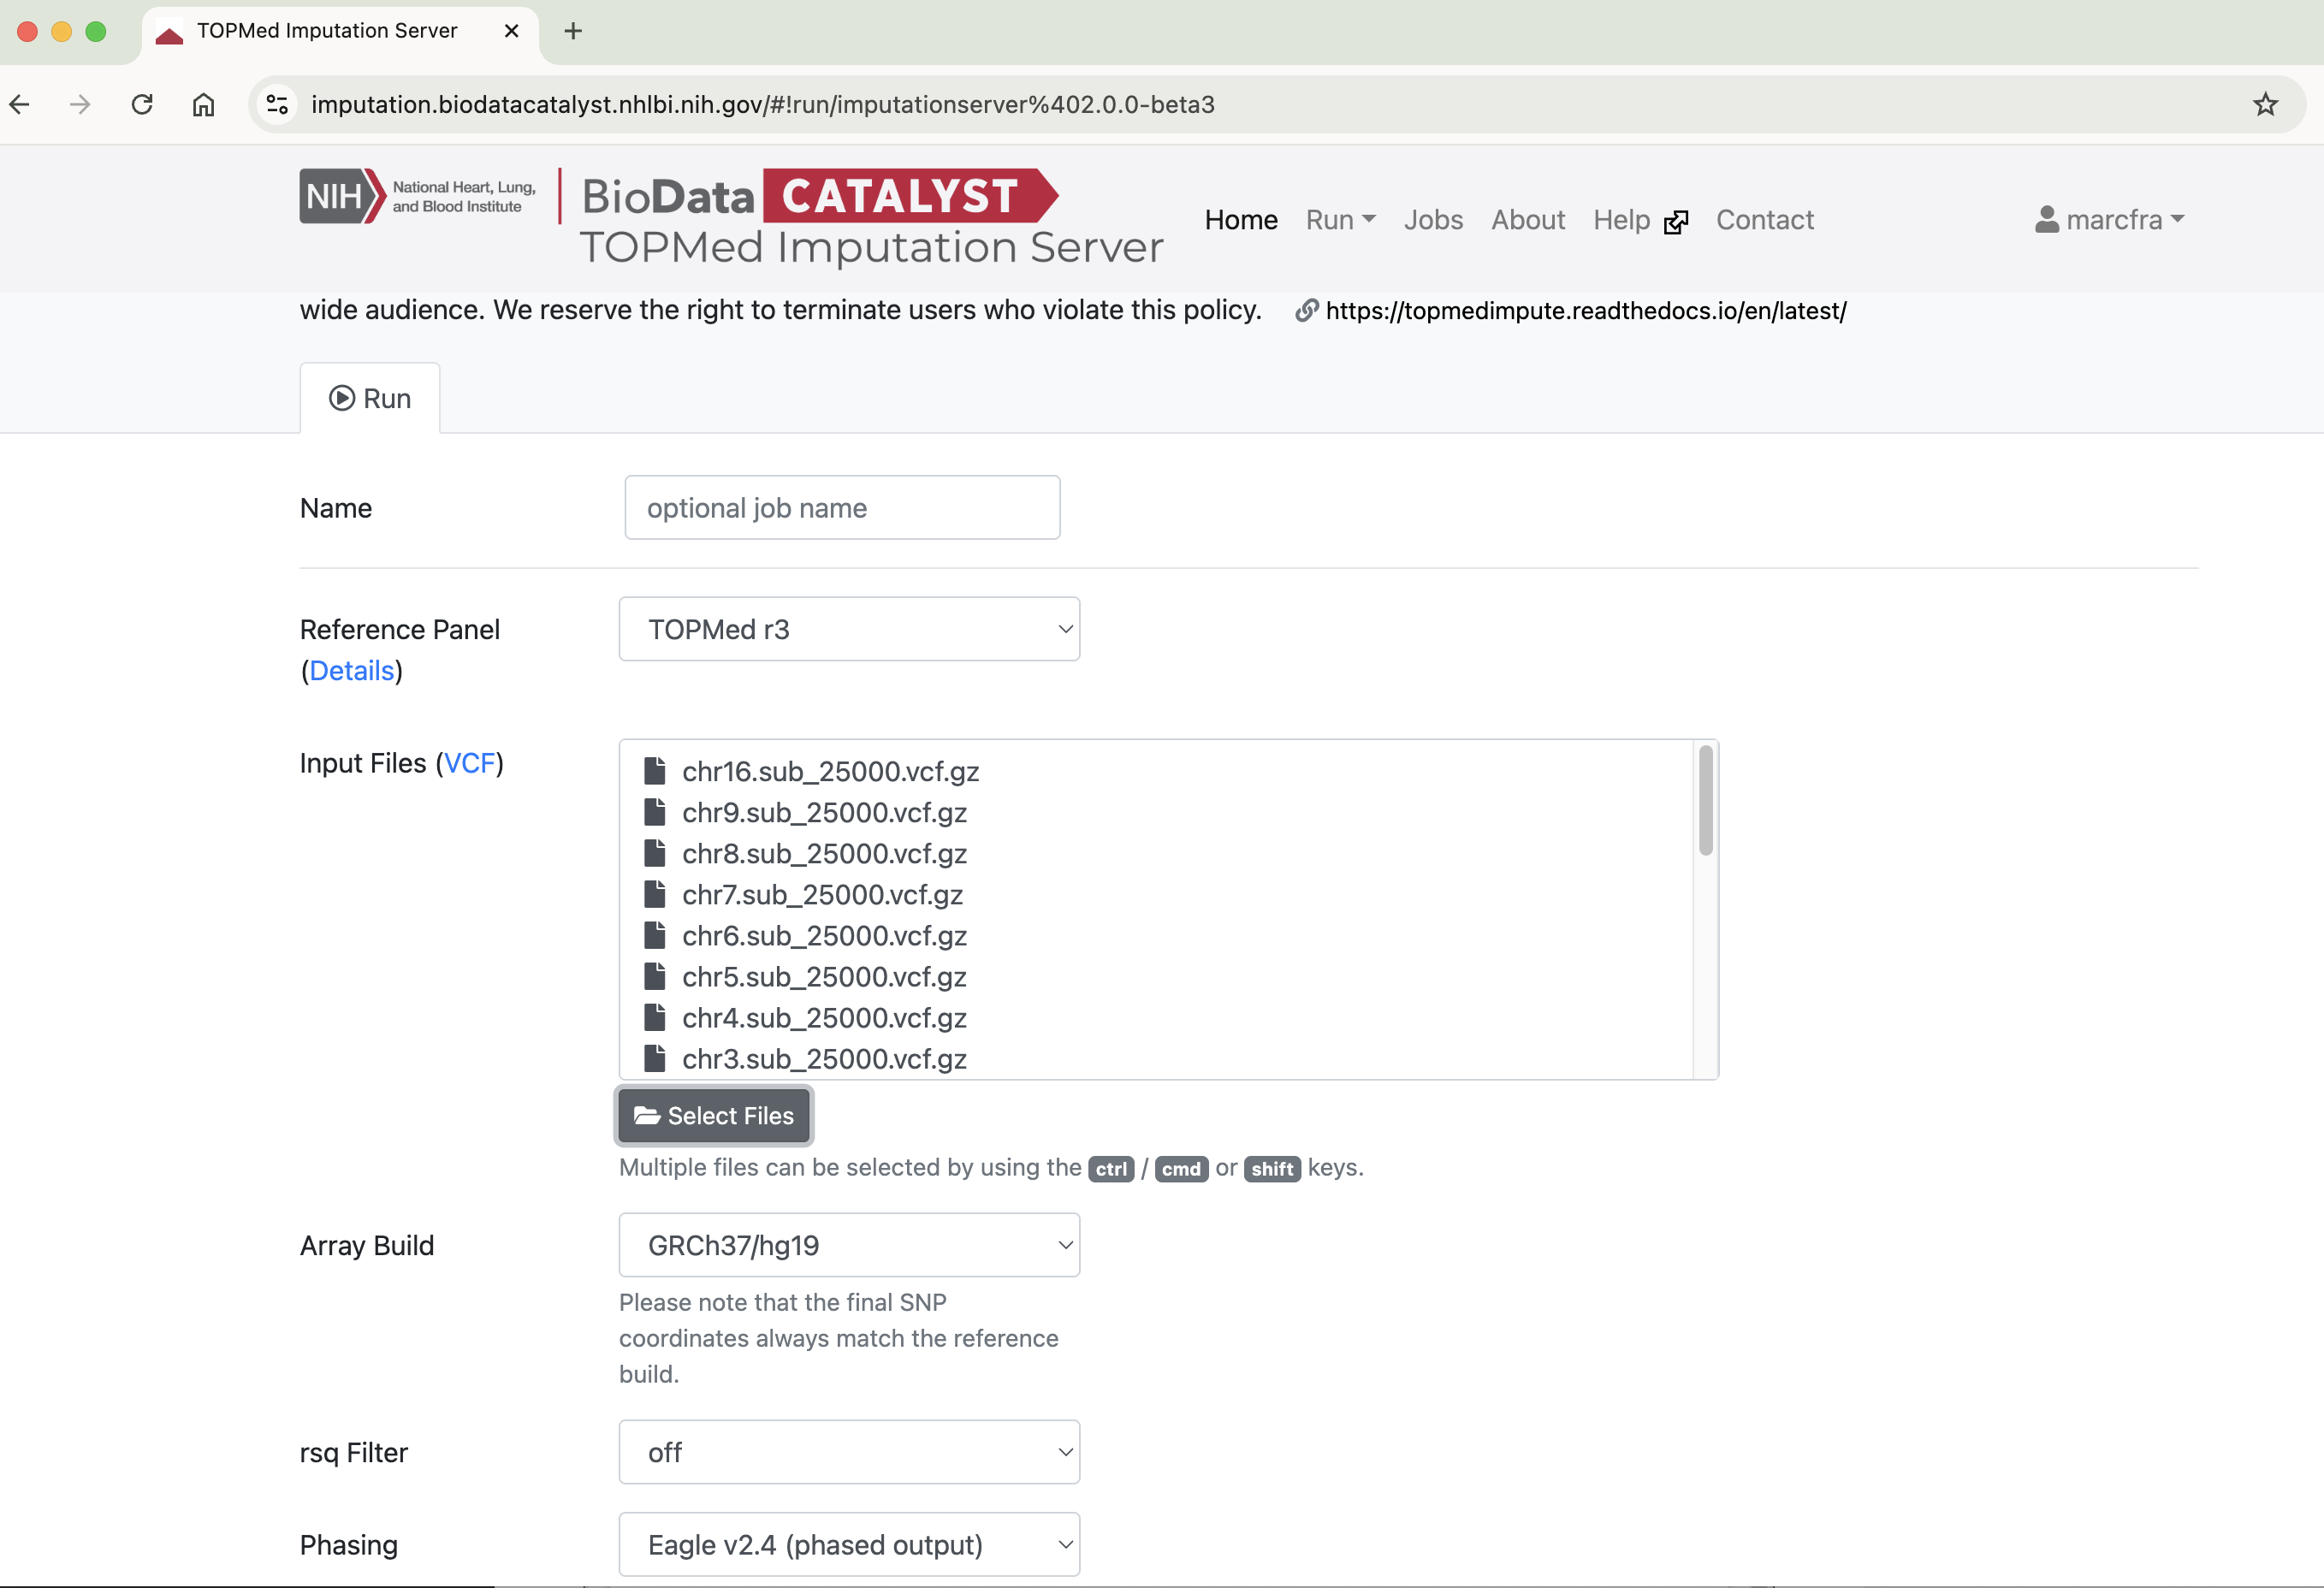 TOPMed Imputation Server
imputation.biodatacatalyst.nhlbi.nih.gov/#!run/imputationserver%402.0.0-beta3
NIH National Heart, Lung, and Blood Institute
BioData CATALYST
TOPMed Imputation Server
Home Run Jobs About Help Contact marcfra
wide audience. We reserve the right to terminate users who violate this policy. https://topmedimpute.readthedocs.io/en/latest/
Run
Name optional job name
Reference Panel TOPMed r3
(Details)
Input Files (VCF)
chr16.sub_25000.vcf.gz
chr9.sub_25000.vcf.gz
chr8.sub_25000.vcf.gz
chr7.sub_25000.vcf.gz
chr6.sub_25000.vcf.gz
chr5.sub_25000.vcf.gz
chr4.sub_25000.vcf.gz
chr3.sub_25000.vcf.gz
Select Files
Multiple files can be selected by using the ctrl / cmd or shift keys.
Array Build GRCh37/hg19
Please note that the final SNP
coordinates always match the reference
build.
rsq Filter off
Phasing Eagle v2.4 (phased output)